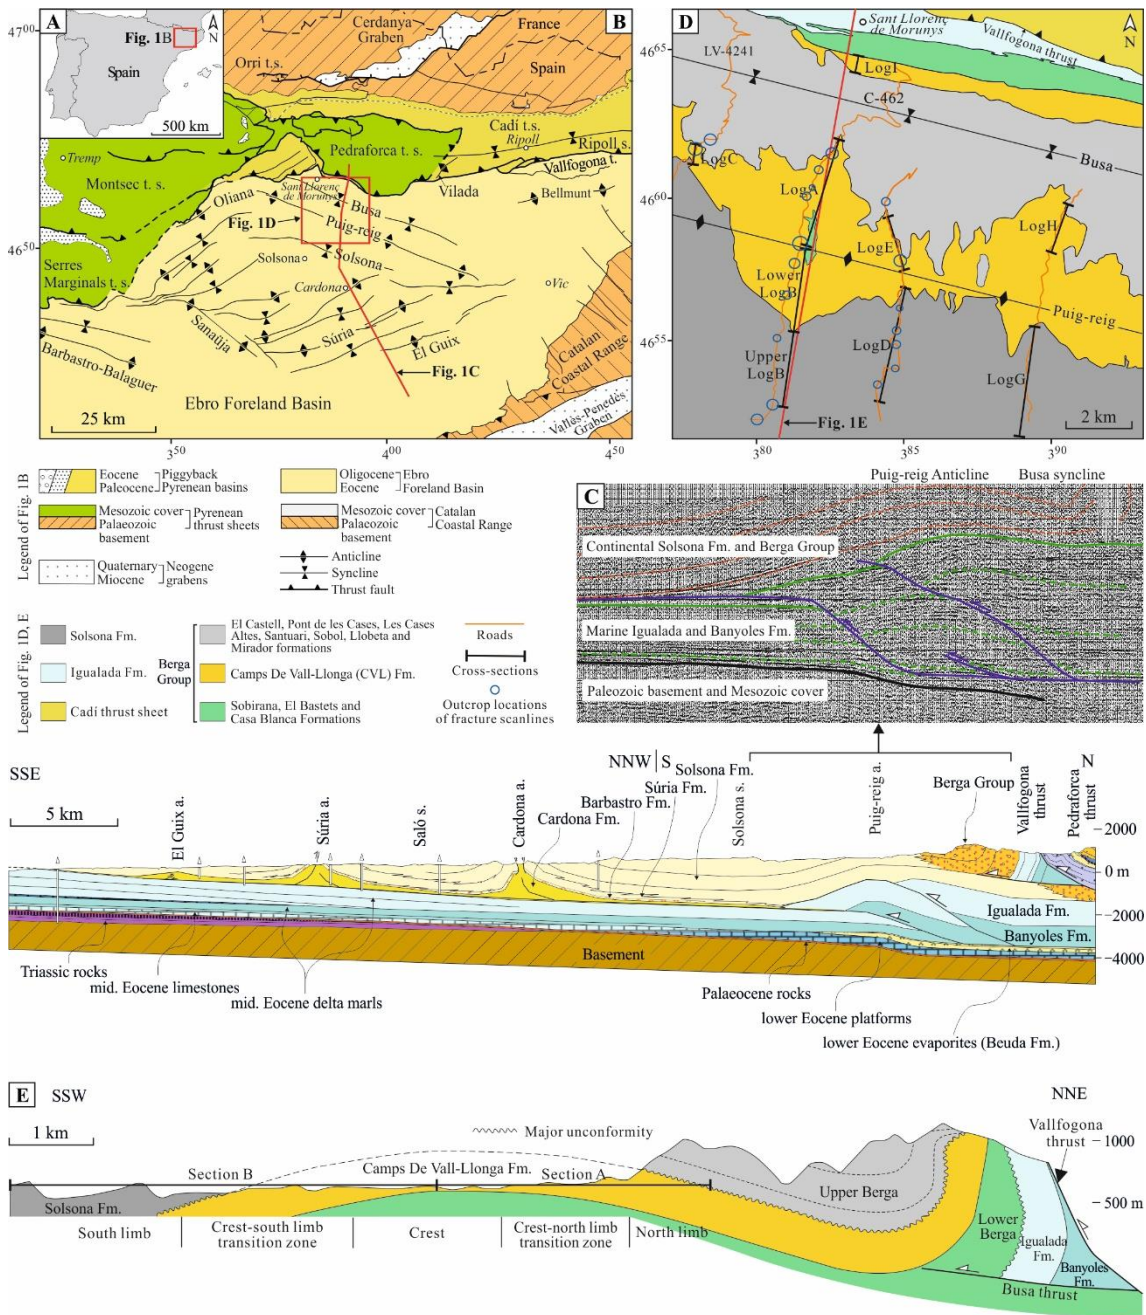 A
Fig. 1B
Spain
N
500 km
4700
4650
350
400
450
B
Cerdanya
Graben
France
Spain
Orri t.s.
Cadí t.s.
Ripoll
Ripoll s.
Pedraforca t. s.
Vallfogona t.
Tremp
Montsec t. s.
Sant Llorenç
de Morunys
Vilada
Bellmunt
Oliana
Busa
Fig. 1D
Puig-reig
Serres
Marginals t. s.
Solsona
Solsona
Cardona
Vic
Sanaüja
Súria
El Guix
Barbastro-Balaguer
Fig. 1C
Catalan
Coastal Range
Vallès-Penedès
Graben
25 km
Ebro Foreland Basin
D
Sant Llorenç
de Morunys
Vallfogona
thrust
N
4665
4660
4655
380
385
390
LV-4241
LogI
C-462
Busa
LogC
LogA
LogH
LogE
Lower
LogB
Puig-reig
Upper
LogB
LogD
LogG
Fig. 1E
2 km
Legend of Fig. 1B
Eocene
Paleocene
Piggyback
Pyrenean basins
Oligocene
Eocene
Ebro
Foreland Basin
Mesozoic cover
Palaeozoic
basement
Pyrenean
thrust sheets
Mesozoic cover
Palaeozoic
basement
Catalan
Coastal Range
Quaternary
Miocene
Neogene
grabens
Anticline
Syncline
Thrust fault
Legend of Fig. 1D, E
Solsona Fm.
Igualada Fm.
Cadí thrust sheet
Berga
Group
El Castell, Pont de les Cases, Les Cases
Altes, Santuari, Sobol, Llobeta and
Mirador formations
Camps De Vall-Llonga (CVL) Fm.
Sobirana, El Bastets and
Casa Blanca Formations
Roads
Cross-sections
Outcrop locations
of fracture scanlines
Puig-reig Anticline
Busa syncline
C
Continental Solsona Fm. and Berga Group
Marine Igualada and Banyoles Fm.
Paleozoic basement and Mesozoic cover
SSE
NNW
S
N
5 km
El Guix a.
Súria a.
Saló s.
Cardona a.
Cardona Fm.
Barbastro Fm.
Súria Fm.
Solsona Fm.
Solsona s.
Puig-reig a.
Berga Group
Vallfogona
thrust
Pedraforca
thrust
2000
0 m
-2000
-4000
Igualada Fm.
Banyoles Fm.
Basement
Triassic rocks
mid. Eocene limestones
mid. Eocene delta marls
Palaeocene rocks
lower Eocene platforms
lower Eocene evaporites (Beuda Fm.)
E
SSW
NNE
1 km
Major unconformity
Vallfogona
thrust
1000
500 m
Section B
Camps De Vall-Llonga Fm.
Section A
Solsona Fm.
Upper Berga
Lower
Berga
Igualada
Fm.
Banyoles
Fm.
Busa thrust
South limb
Crest-south limb
transition zone
Crest
Crest-north limb
transition zone
North limb